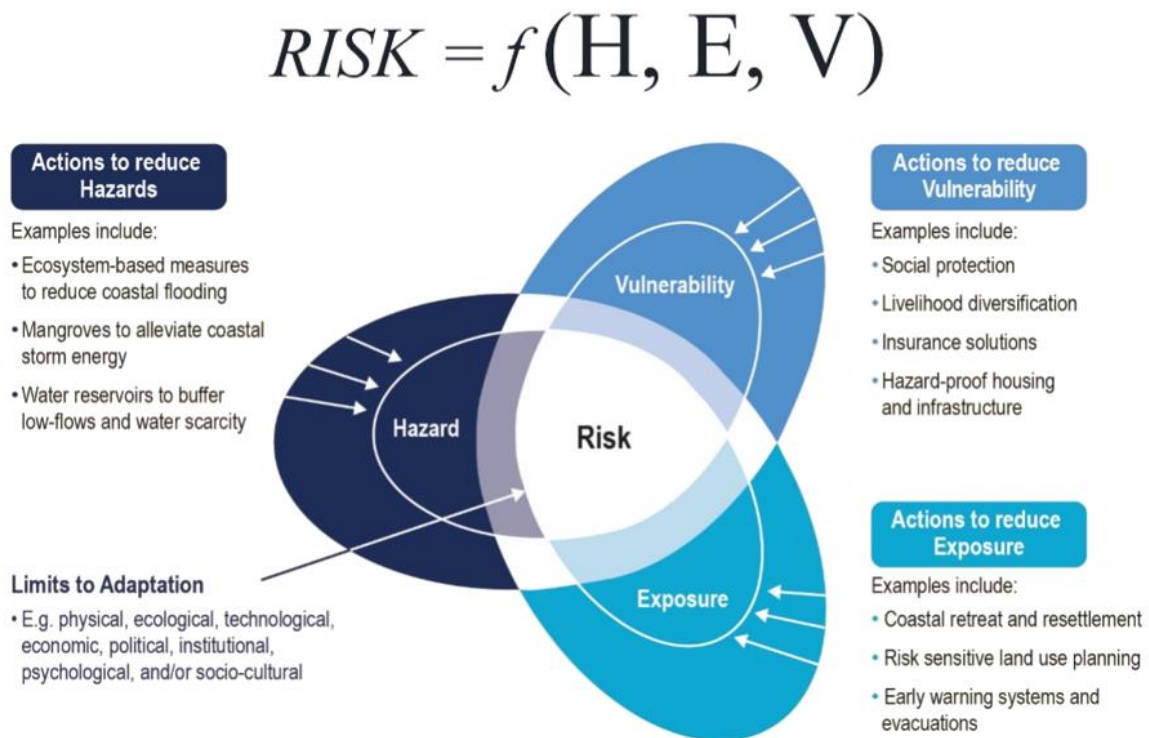 RISK = f(H, E, V)
Actions to reduce
Hazards
Examples include:
• Ecosystem-based measures
to reduce coastal flooding
• Mangroves to alleviate coastal
storm energy
• Water reservoirs to buffer
low-flows and water scarcity
Limits to Adaptation
• E.g. physical, ecological, technological,
economic, political, institutional,
psychological, and/or socio-cultural
Vulnerability
Hazard
Risk
Exposure
Actions to reduce
Vulnerability
Examples include:
• Social protection
• Livelihood diversification
• Insurance solutions
• Hazard-proof housing
and infrastructure
Actions to reduce
Exposure
Examples include:
• Coastal retreat and resettlement
• Risk sensitive land use planning
• Early warning systems and
evacuations